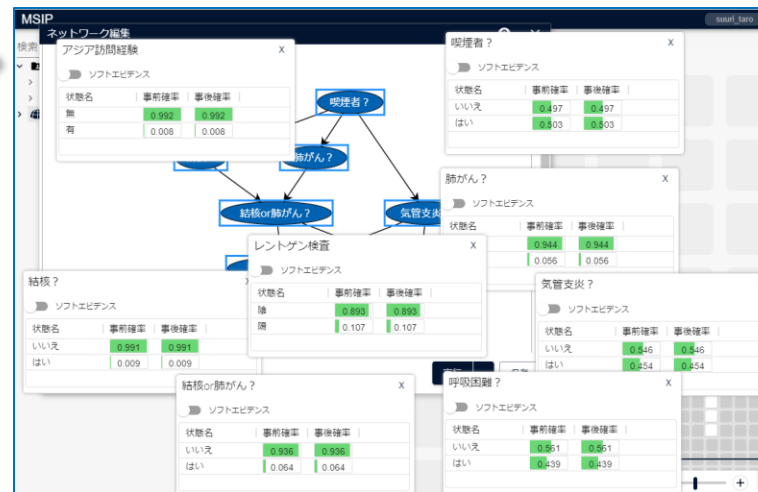 MSIP
suuri_taro
ネットワーク編集
検索
アジア訪問経験 X
ソフトエビデンス
状態名 事前確率 事後確率
無 0.992 0.992
有 0.008 0.008
喫煙者？ X
ソフトエビデンス
状態名 事前確率 事後確率
いいえ 0.497 0.497
はい 0.503 0.503
喫煙者？
肺がん？
結核or肺がん？
気管支炎
肺がん？ X
ソフトエビデンス
状態名 事前確率 事後確率
0.944 0.944
0.056 0.056
レントゲン検査 X
ソフトエビデンス
状態名 事前確率 事後確率
陰 0.893 0.893
陽 0.107 0.107
結核？
ソフトエビデンス
状態名 事前確率 事後確率
いいえ 0.991 0.991
はい 0.009 0.009
気管支炎？ X
ソフトエビデンス
状態名 事前確率 事後確率
いいえ 0.546 0.546
はい 0.454 0.454
結核or肺がん？ X
ソフトエビデンス
状態名 事前確率 事後確率
いいえ 0.936 0.936
はい 0.064 0.064
呼吸困難？ X
ソフトエビデンス
状態名 事前確率 事後確率
いいえ 0.561 0.561
はい 0.439 0.439